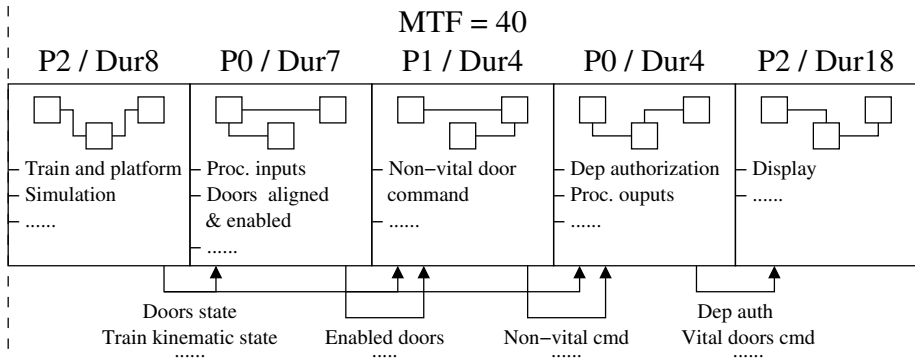 MTF = 40
P2 / Dur8
P0 / Dur7
P1 / Dur4
P0 / Dur4
P2 / Dur18
Train and platform
Simulation
......
Proc. inputs
Doors aligned
& enabled
......
Non−vital door
command
......
Dep authorization
Proc. ouputs
......
Display
......
Doors state
Train kinematic state
......
Enabled doors
.....
Non−vital cmd
......
Dep auth
Vital doors cmd
......